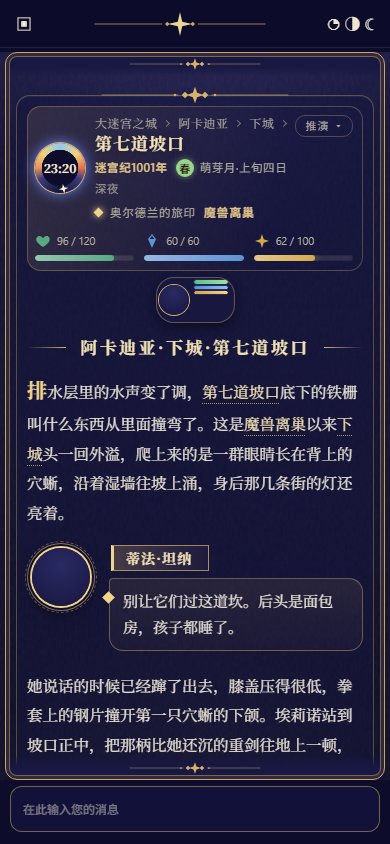 大迷宫之城 › 阿卡迪亚 › 下城 ›
推演
第七道坡口
23:20
迷宫纪1001年 春 萌芽月·上旬四日
深夜
奥尔德兰的旅印 魔兽离巢
96 / 120
60 / 60
62 / 100
阿卡迪亚·下城·第七道坡口
排水层里的水声变了调，第七道坡口底下的铁栅
叫什么东西从里面撞弯了。这是魔兽离巢以来下
城头一回外溢，爬上来的是一群眼睛长在背上的
穴蜥，沿着湿墙往坡上涌，身后那几条街的灯还
亮着。
蒂法·坦纳
别让它们过这道坎。后头是面包
房，孩子都睡了。
她说话的时候已经蹿了出去，膝盖压得很低，拳
套上的钢片撞开第一只穴蜥的下颌。埃莉诺站到
坡口正中，把那柄比她还沉的重剑往地上一顿，
在此输入您的消息